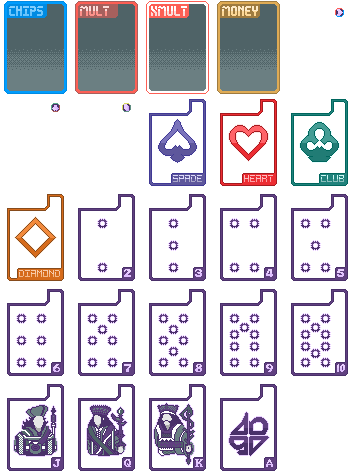 CHIPS MULT XMULT MONEY
SPADE HEART CLUB
DIAMOND 2 3 4 5
6 7 8 9 10
J Q K A